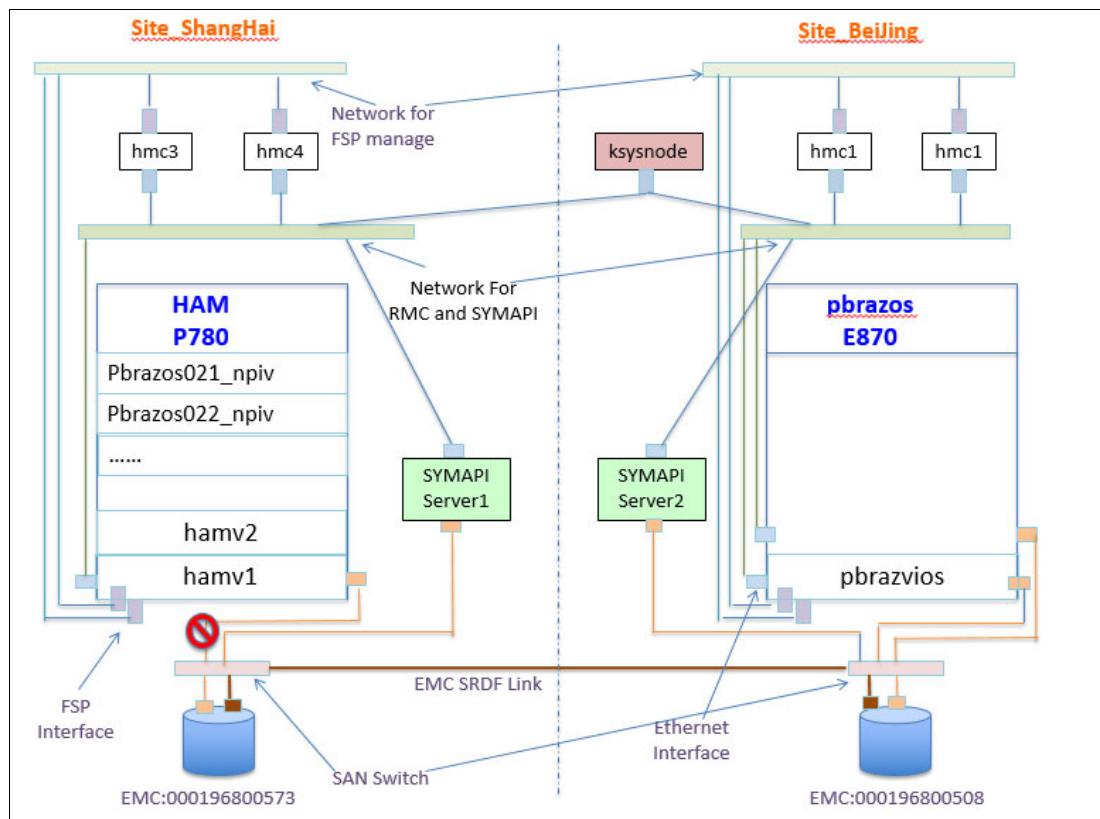 Site_ShangHai
Site_BeiJing
Network for
FSP manage
hmc3
hmc4
ksysnode
hmc1
hmc1
Network For
RMC and SYMAPI
HAM
P780
Pbrazos021_npiv
Pbrazos022_npiv
......
hamv2
hamv1
SYMAPI
Server1
SYMAPI
Server2
pbrazos
E870
pbrazvios
FSP
Interface
EMC SRDF Link
SAN Switch
Ethernet
Interface
EMC:000196800573
EMC:000196800508